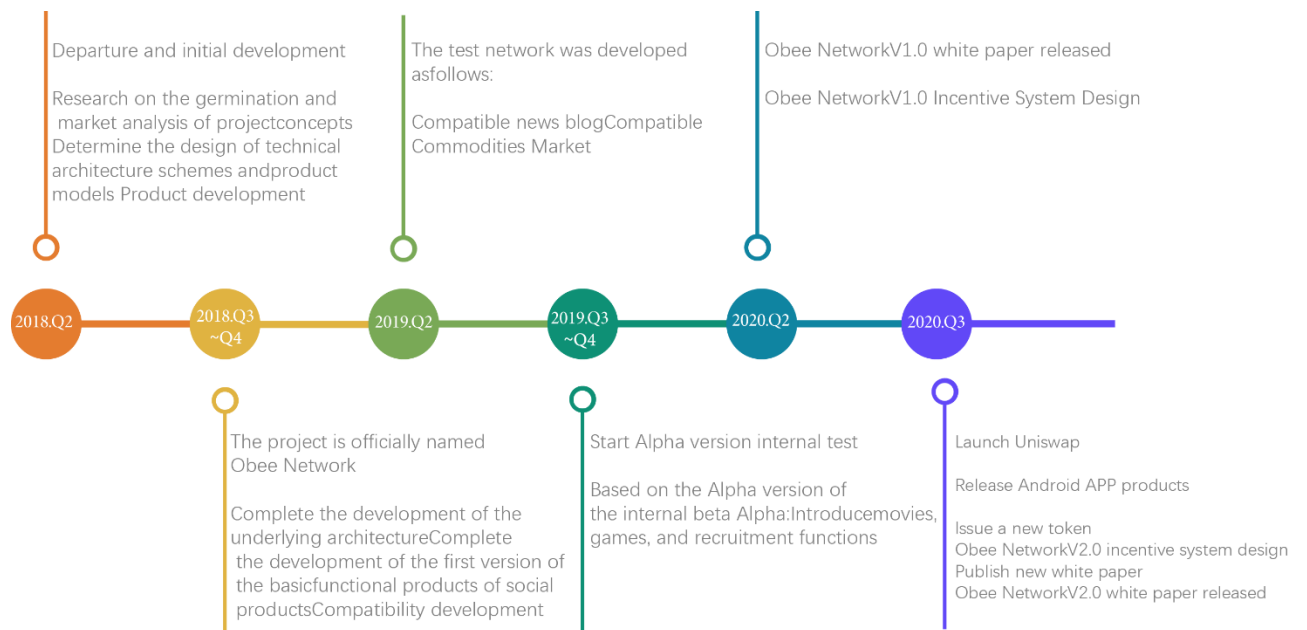 Departure and initial development
Research on the germination and
market analysis of projectconcepts
Determine the design of technical
architecture schemes andproduct
models Product development
The test network was developed
asfollows:
Compatible news blogCompatible
Commodities Market
Obee NetworkV1.0 white paper released
Obee NetworkV1.0 Incentive System Design
2018.Q2
2018.Q3
~Q4
2019.Q2
2019.Q3
~Q4
2020.Q2
2020.Q3
The project is officially named
Obee Network
Complete the development of the
underlying architectureComplete
the development of the first version of
the basicfunctional products of social
productsCompatibility development
Start Alpha version internal test
Based on the Alpha version of
the internal beta Alpha:Introducemovies,
games, and recruitment functions
Launch Uniswap
Release Android APP products
Issue a new token
Obee NetworkV2.0 incentive system design
Publish new white paper
Obee NetworkV2.0 white paper released